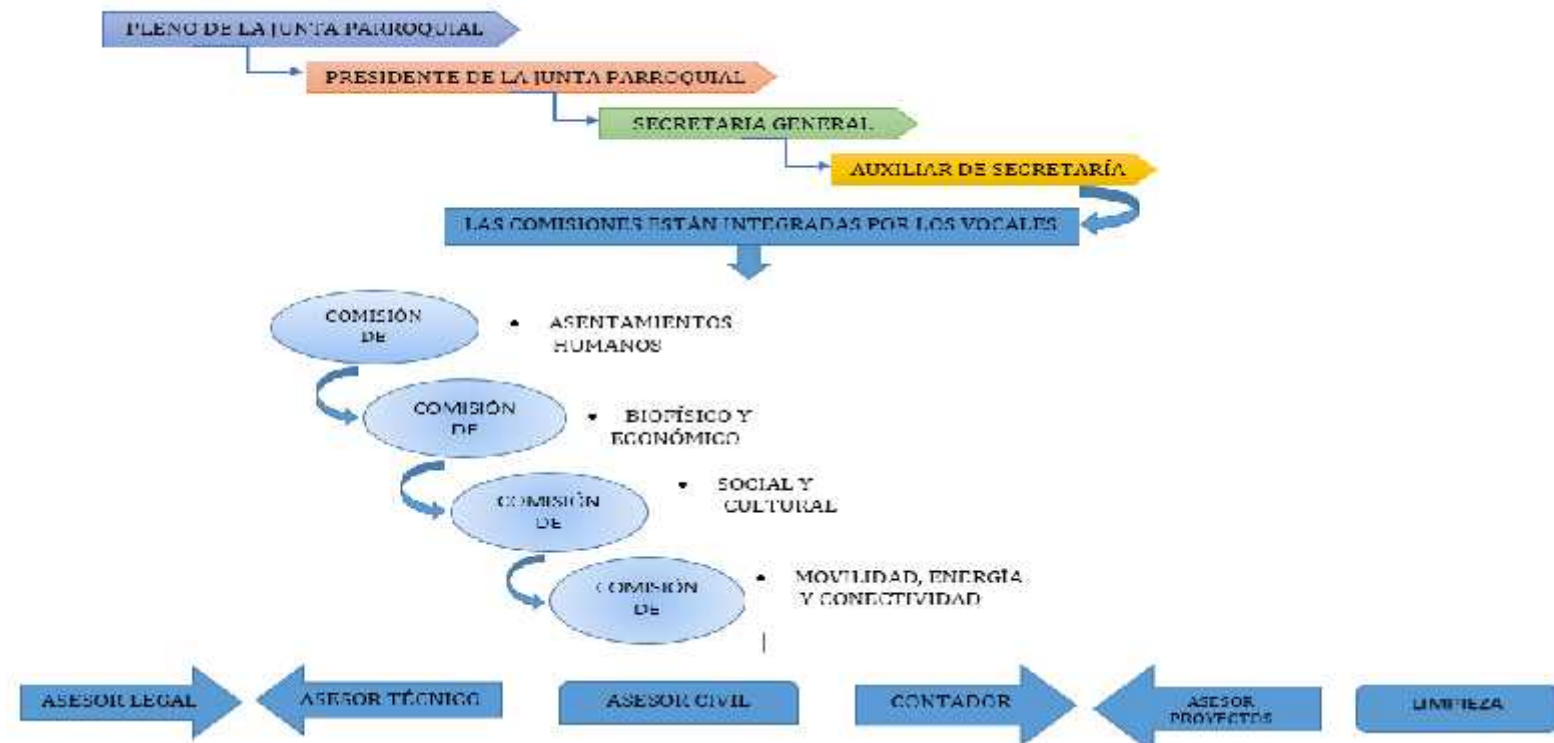 PLENO DE LA JUNTA PARROQUIAL
PRESIDENTE DE LA JUNTA PARROQUIAL
SECRETARIA GENERAL
AUXILIAR DE SECRETARÍA
LAS COMISIONES ESTÁN INTEGRADAS POR LOS VOCALES
COMISIÓN
DE
• ASENTAMIENTOS
HUMANOS
COMISIÓN
DE
• BIOFÍSICO Y
ECONÓMICO
COMISIÓN
DE
• SOCIAL Y
CULTURAL
COMISIÓN
DE
• MOVILIDAD, ENERGÍA
Y CONECTIVIDAD
ASESOR LEGAL
ASESOR TÉCNICO
ASESOR CIVIL
CONTADOR
ASESOR
PROYECTOS
LIMPIEZA